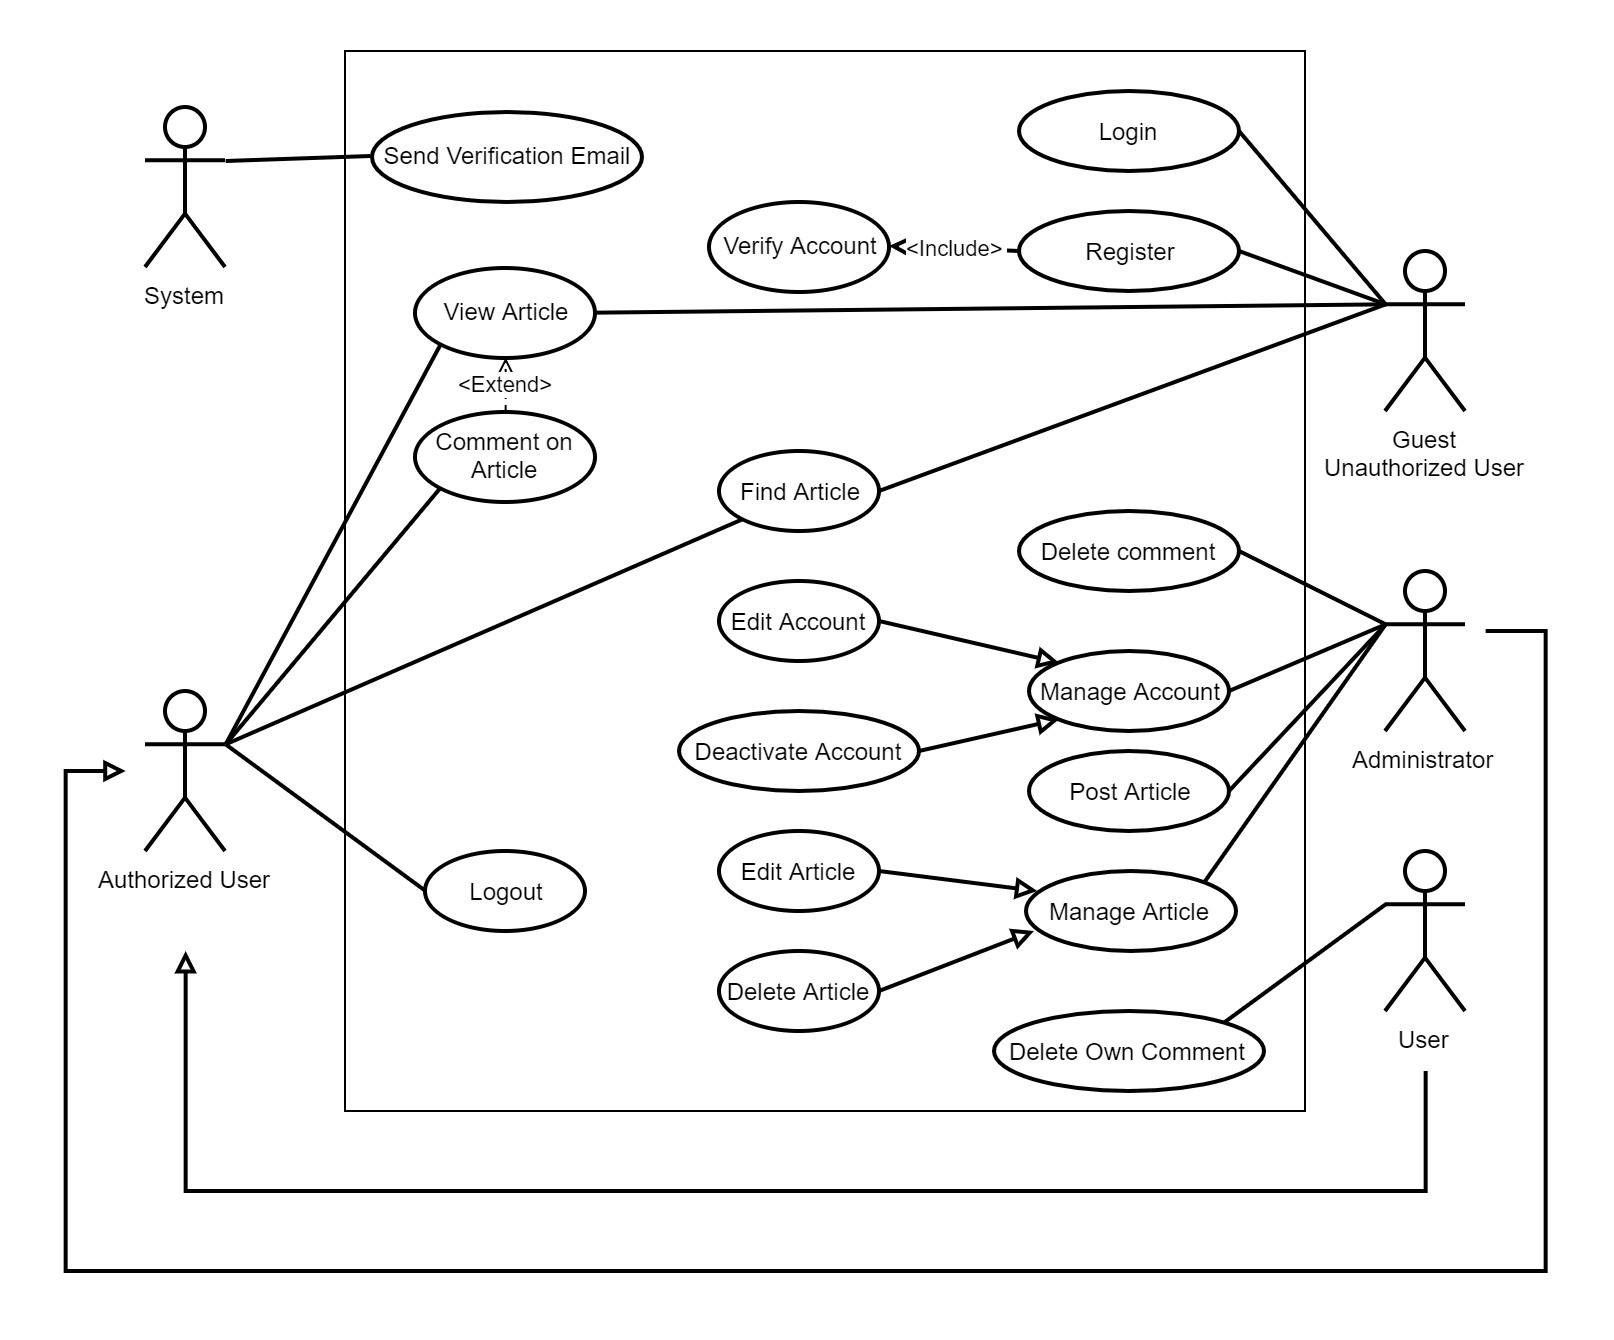 Send Verification Email
Login
System
Verify Account
<Include>
Register
View Article
<Extend>
Comment on
Article
Guest
Unauthorized User
Find Article
Delete comment
Edit Account
Manage Account
Deactivate Account
Post Article
Administrator
Authorized User
Logout
Edit Article
Manage Article
Delete Article
User
Delete Own Comment